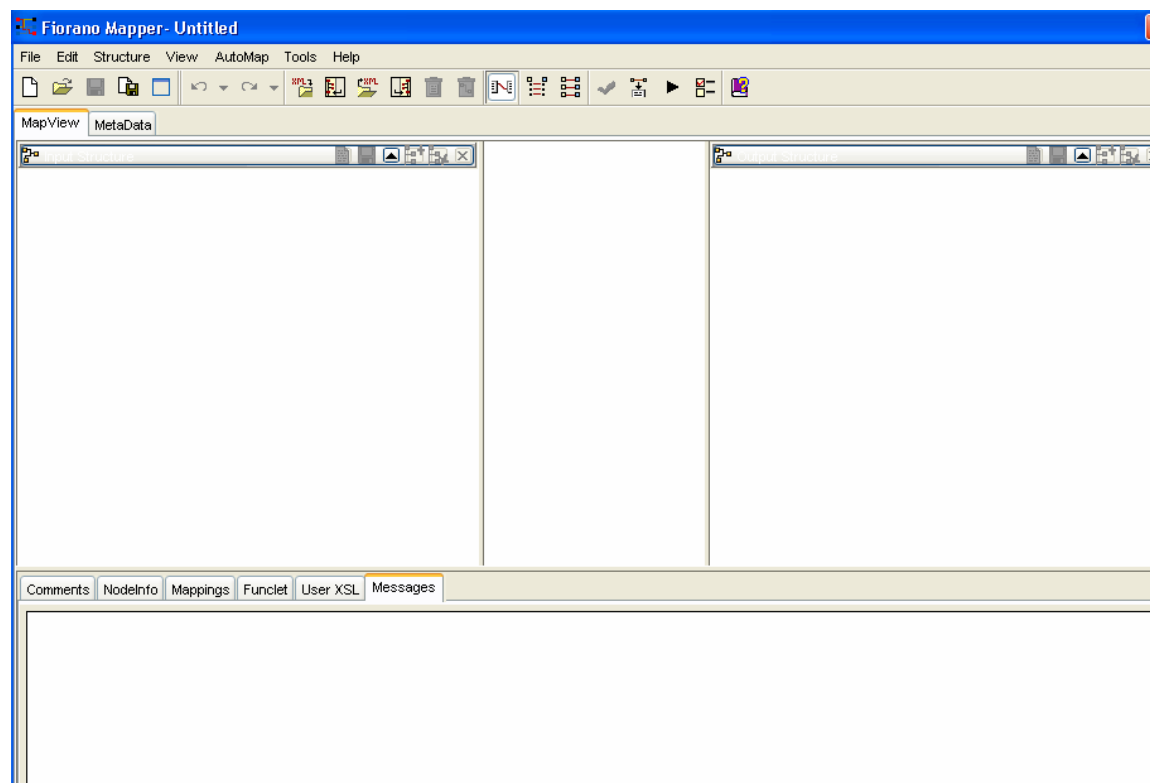 Fiorano Mapper- Untitled
File Edit Structure View AutoMap Tools Help
MapView MetaData
Input Structure Output Structure
Comments NodeInfo Mappings Funclet User XSL Messages